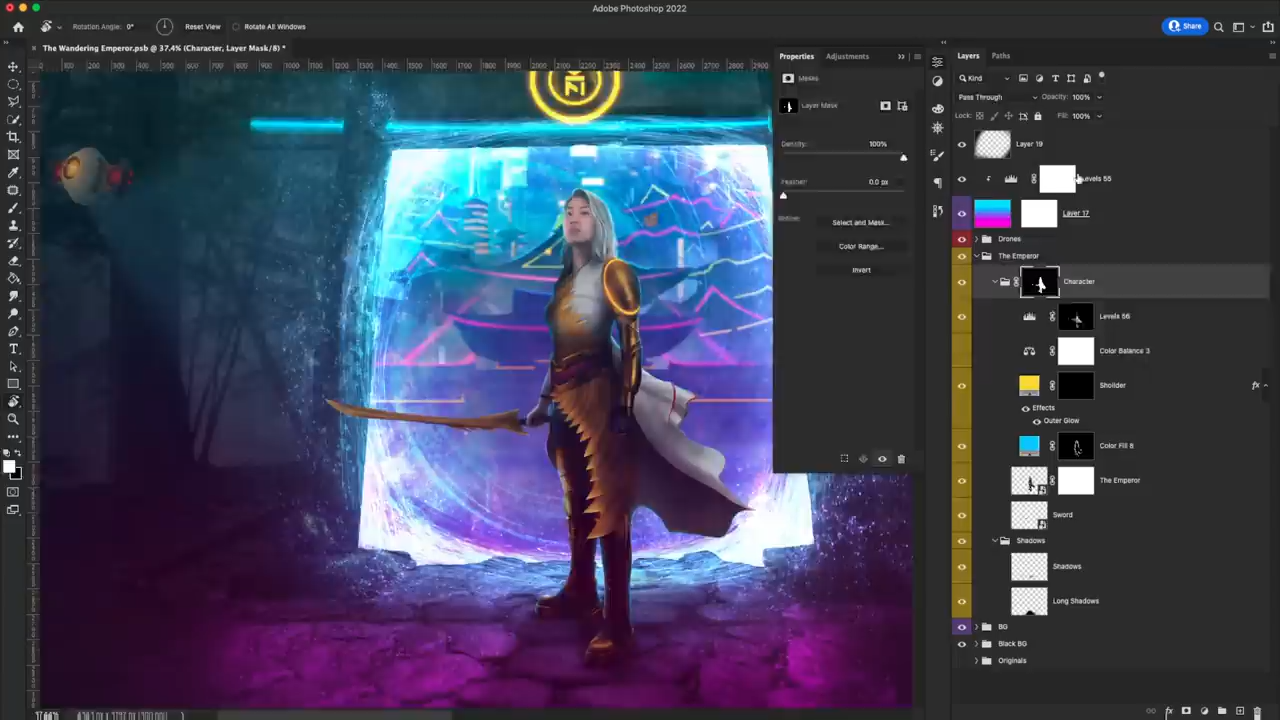 Adobe Photoshop 2022
Rotation Angle: 0° Reset View Rotate All Windows
Share
The Wandering Emperor.psb @ 37.4% (Character, Layer Mask/8) *
Properties Adjustments
Masks
Layer Mask
Density: 100%
Feather: 0.0 px
Refine:
Select and Mask...
Color Range...
Invert
Layers Paths
Kind
Pass Through Opacity: 100%
Lock: Fill: 100%
Layer 19
Levels 55
Layer 17
Drones
The Emperor
Character
Levels 56
Color Balance 3
Sholder
fx
Effects
Outer Glow
Color Fill 8
The Emperor
Sword
Shadows
Shadows
Long Shadows
BG
Black BG
Originals
fx